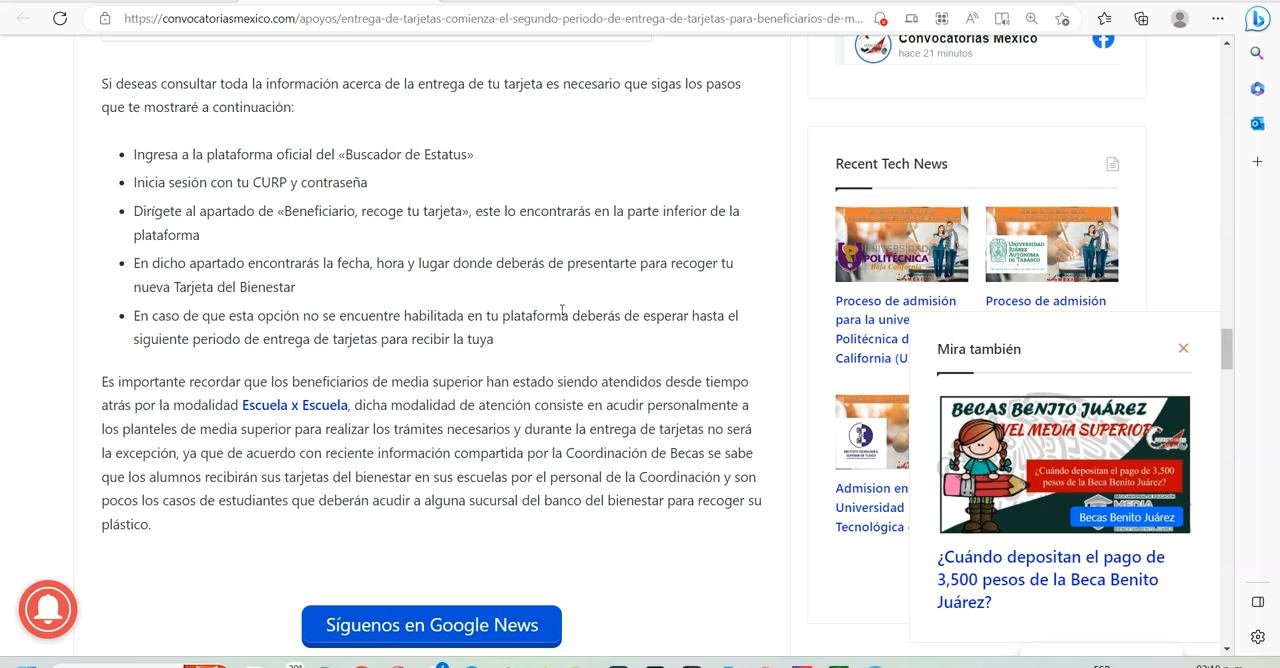 https://convocatoriasmexico.com/apoyos/entrega-de-tarjetas-comienza-el-segundo-periodo-de-entrega-de-tarjetas-para-beneficiarios-de-m...
Convocatorias México
hace 21 minutos
Si deseas consultar toda la información acerca de la entrega de tu tarjeta es necesario que sigas los pasos
que te mostraré a continuación:
• Ingresa a la plataforma oficial del «Buscador de Estatus»
• Inicia sesión con tu CURP y contraseña
• Dirígete al apartado de «Beneficiario, recoge tu tarjeta», este lo encontrarás en la parte inferior de la
plataforma
• En dicho apartado encontrarás la fecha, hora y lugar donde deberás de presentarte para recoger tu
nueva Tarjeta del Bienestar
• En caso de que esta opción no se encuentre habilitada en tu plataforma deberás de esperar hasta el
siguiente periodo de entrega de tarjetas para recibir la tuya
Es importante recordar que los beneficiarios de media superior han estado siendo atendidos desde tiempo
atrás por la modalidad Escuela x Escuela, dicha modalidad de atención consiste en acudir personalmente a
los planteles de media superior para realizar los trámites necesarios y durante la entrega de tarjetas no será
la excepción, ya que de acuerdo con reciente información compartida por la Coordinación de Becas se sabe
que los alumnos recibirán sus tarjetas del bienestar en sus escuelas por el personal de la Coordinación y son
pocos los casos de estudiantes que deberán acudir a alguna sucursal del banco del bienestar para recoger su
plástico.
Síguenos en Google News
Recent Tech News
UNIVERSIDAD
POLITÉCNICA
Baja California
UNIVERSIDAD
JUÁREZ
AUTÓNOMA
DE TABASCO
Proceso de admisión
para la unive
Politécnica d
California (U
Proceso de admisión
Admision en
Universidad
Tecnológica
Mira también
BECAS BENITO JUÁREZ
VEL MEDIA SUPERIOR
¿Cuándo depositan el pago de 3,500
pesos de la Beca Benito Juárez?
MEDIA
Becas Benito Juárez
¿Cuándo depositan el pago de
3,500 pesos de la Beca Benito
Juárez?